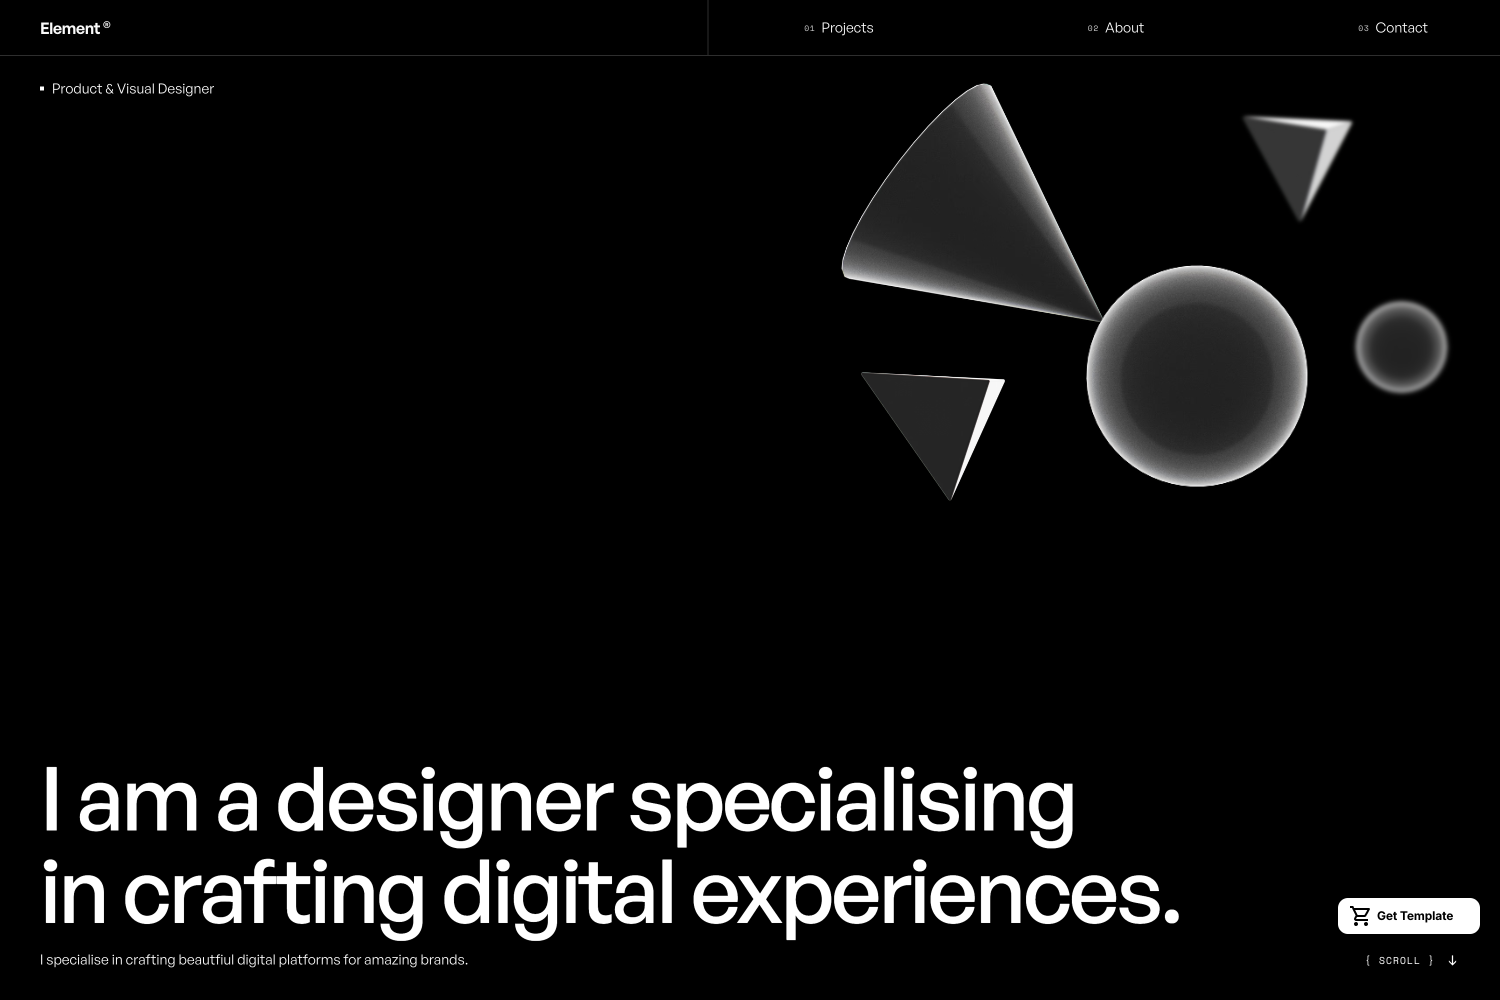 Element ®
01 Projects
02 About
03 Contact
Product & Visual Designer
I am a designer specialising
in crafting digital experiences.
Get Template
I specialise in crafting beautfiul digital platforms for amazing brands.
{ SCROLL }